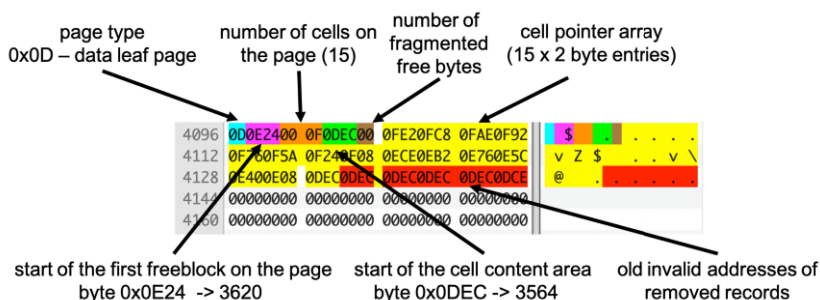 page type
0x0D – data leaf page
number of cells on
the page (15)
number of
fragmented
free bytes
cell pointer array
(15 x 2 byte entries)
4096 0D0E2400 0F0DEC00 0FE20FC8 0FAE0F92 $ . . . . .
4112 0F760F5A 0F240F08 0ECE0EB2 0E760E5C v Z $ . . v \
4128 0E400E08 0DEC0DEC 0DEC0DEC 0DEC0DCE @ . . . . . .
4144 00000000 00000000 00000000 00000000
4160 00000000 00000000 00000000 00000000
start of the first freeblock on the page
byte 0x0E24 -> 3620
start of the cell content area
byte 0x0DEC -> 3564
old invalid addresses of
removed records